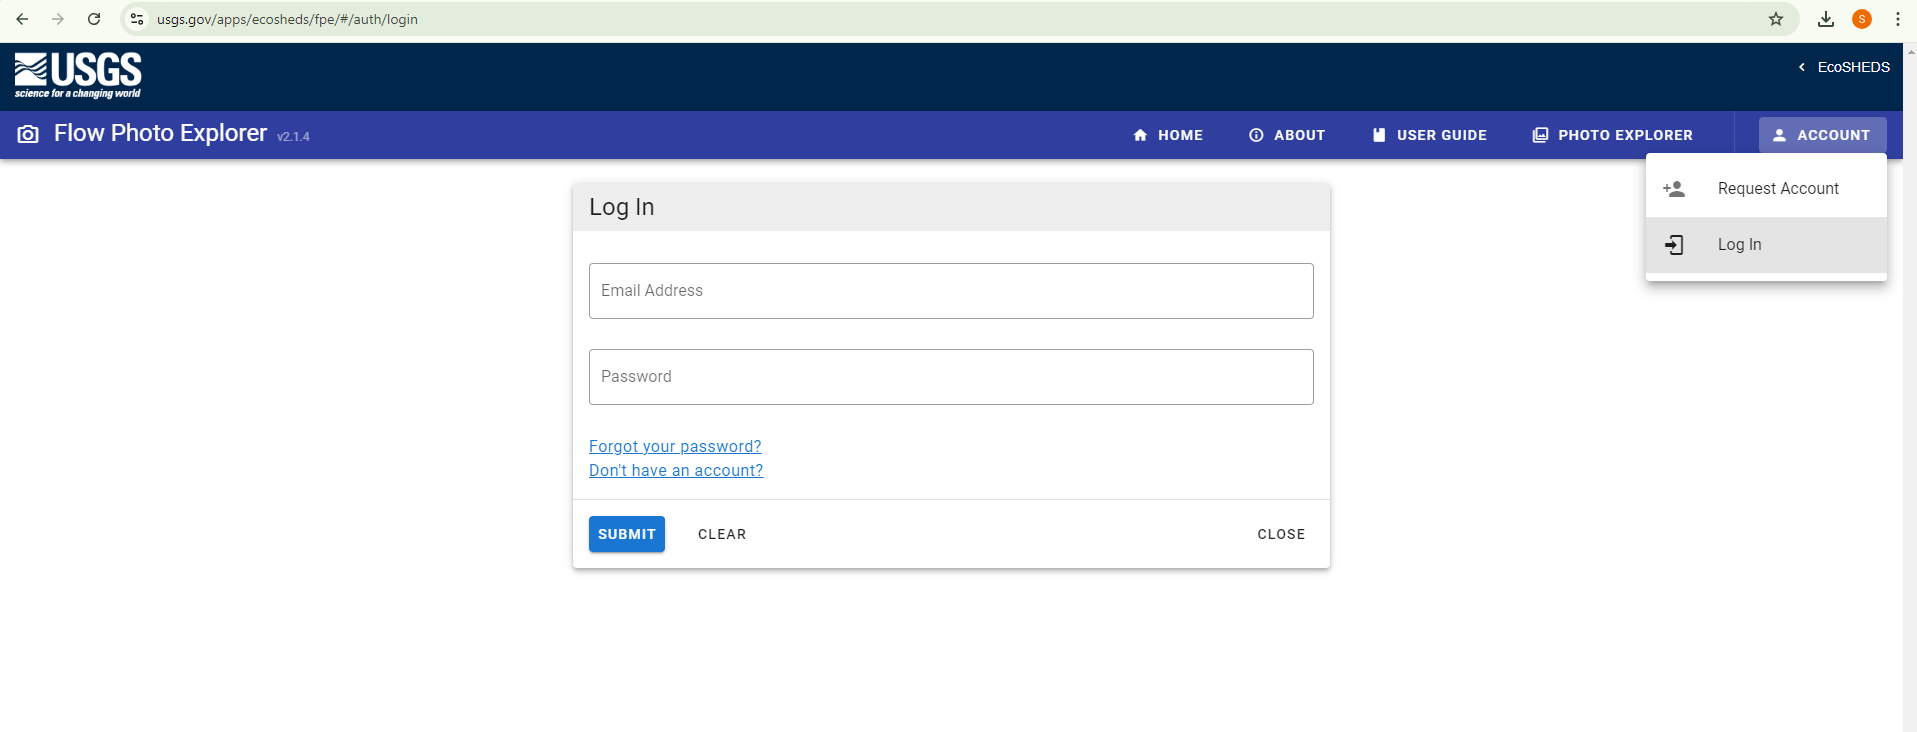 usgs.gov/apps/ecosheds/fpe/#/auth/login
S
USGS
science for a changing world
EcoSHEDS
Flow Photo Explorer v2.1.4
HOME
ABOUT
USER GUIDE
PHOTO EXPLORER
ACCOUNT
Request Account
Log In
Log In
Email Address
Password
Forgot your password?
Don't have an account?
SUBMIT
CLEAR
CLOSE